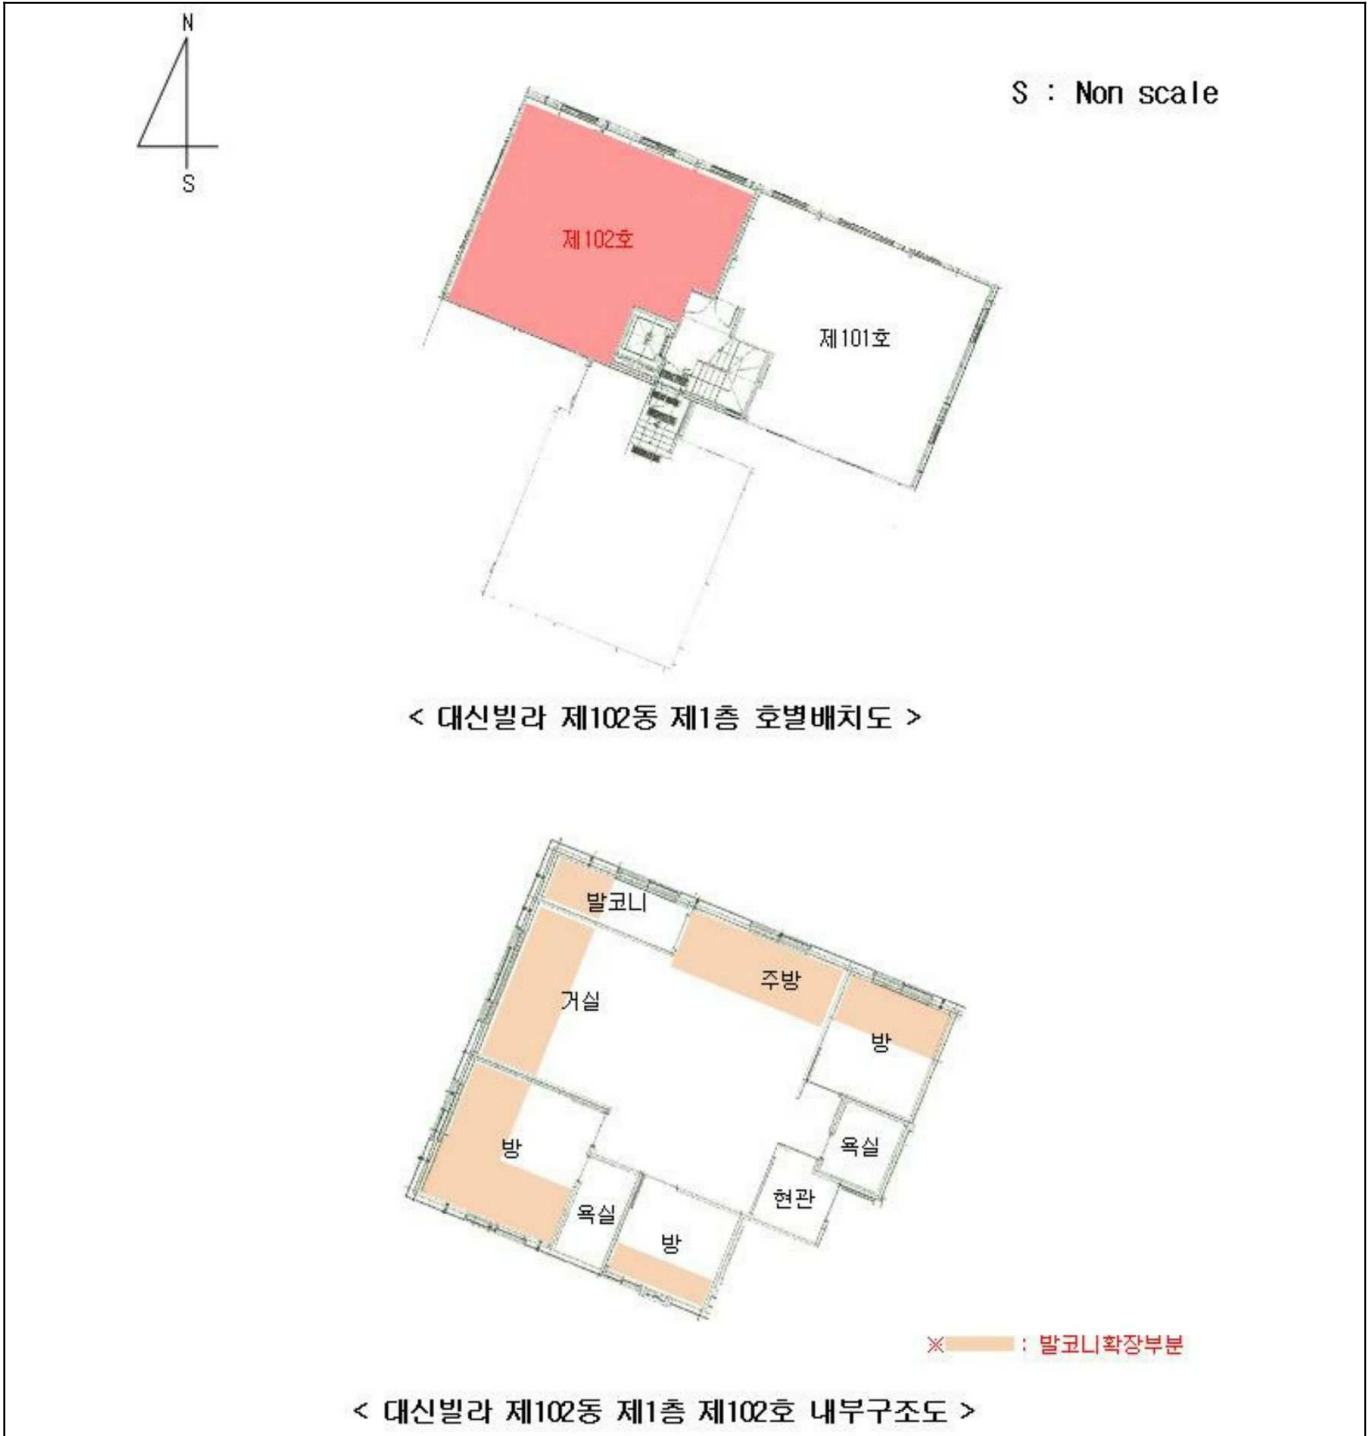 N
S
S : Non scale
제102호
제101호
< 대신빌라 제102동 제1층 호별배치도 >
발코니
주방
거실
방
방
욕실
현관
욕실
방
※ : 발코니확장부분
< 대신빌라 제102동 제1층 제102호 내부구조도 >